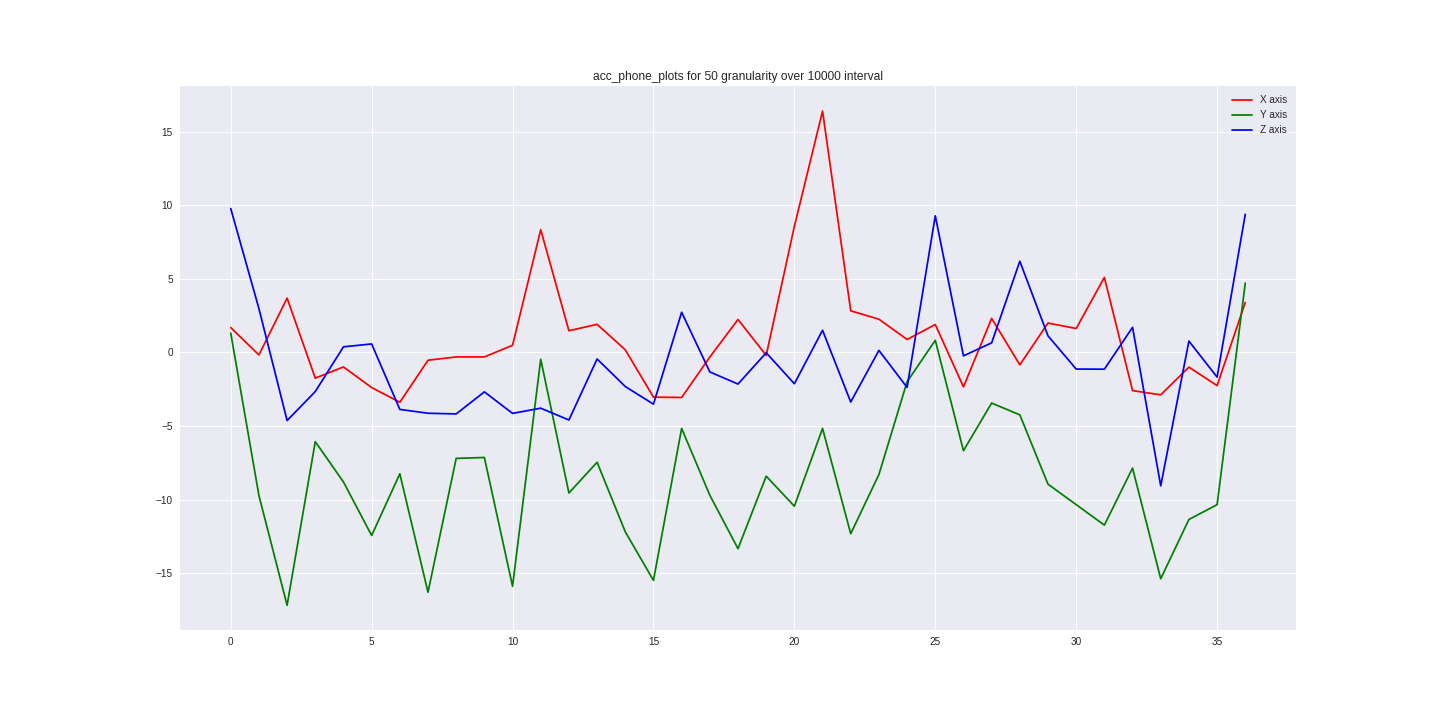 acc_phone_plots for 50 granularity over 10000 interval
X axis
Y axis
Z axis
15
10
5
0
−5
−10
−15
0 5 10 15 20 25 30 35